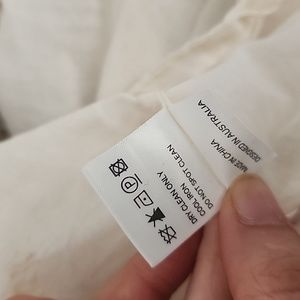 DRY CLEAN ONLY
COOL IRON
DO NOT SPOT CLEAN
MADE IN CHINA
DESIGNED IN AUSTRALIA